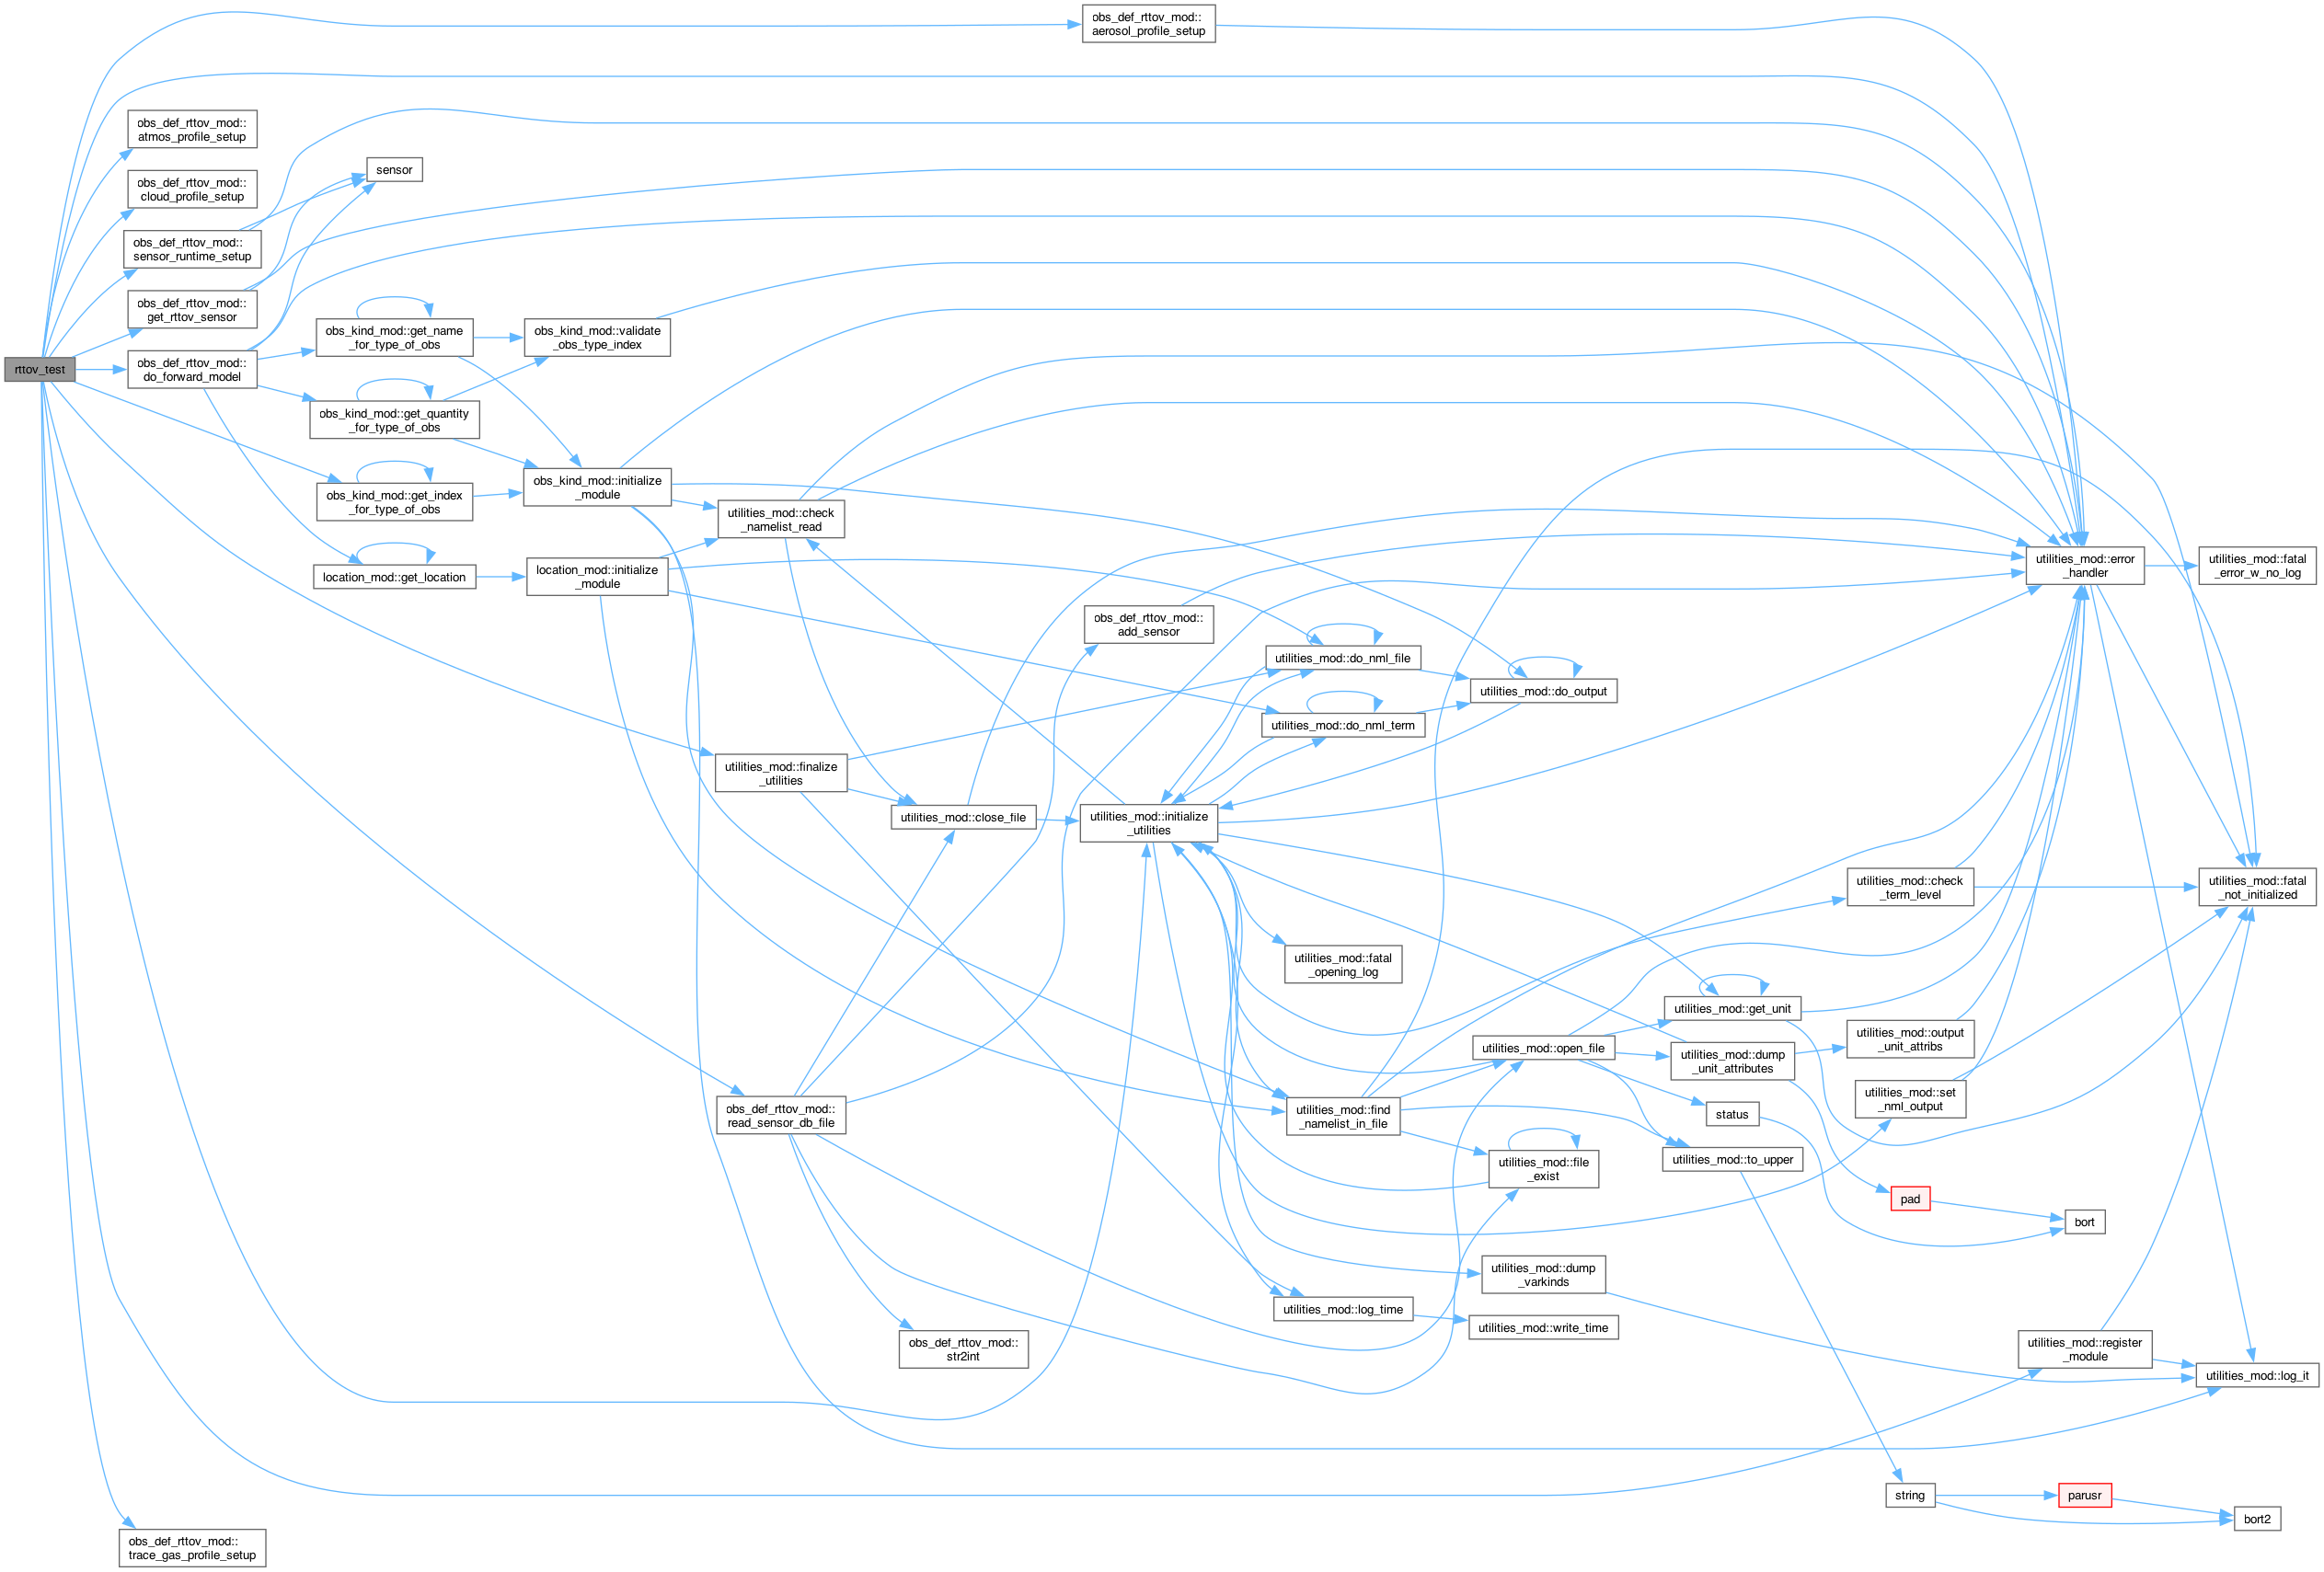 obs_def_rttov_mod::
aerosol_profile_setup
obs_def_rttov_mod::
atmos_profile_setup
sensor
obs_def_rttov_mod::
cloud_profile_setup
obs_def_rttov_mod::
sensor_runtime_setup
obs_def_rttov_mod::
get_rttov_sensor
obs_kind_mod::get_name
_for_type_of_obs
obs_kind_mod::validate
_obs_type_index
rttov_test
obs_def_rttov_mod::
do_forward_model
obs_kind_mod::get_quantity
_for_type_of_obs
obs_kind_mod::get_index
_for_type_of_obs
obs_kind_mod::initialize
_module
utilities_mod::check
_namelist_read
location_mod::get_location
location_mod::initialize
_module
utilities_mod::error
_handler
utilities_mod::fatal
_error_w_no_log
obs_def_rttov_mod::
add_sensor
utilities_mod::do_nml_file
utilities_mod::do_output
utilities_mod::do_nml_term
utilities_mod::finalize
_utilities
utilities_mod::close_file
utilities_mod::initialize
_utilities
utilities_mod::check
_term_level
utilities_mod::fatal
_not_initialized
utilities_mod::fatal
_opening_log
utilities_mod::get_unit
utilities_mod::open_file
utilities_mod::output
_unit_attribs
utilities_mod::dump
_unit_attributes
utilities_mod::set
_nml_output
obs_def_rttov_mod::
read_sensor_db_file
utilities_mod::find
_namelist_in_file
status
utilities_mod::to_upper
utilities_mod::file
_exist
pad
bort
utilities_mod::dump
_varkinds
utilities_mod::log_time
utilities_mod::write_time
obs_def_rttov_mod::
str2int
utilities_mod::register
_module
utilities_mod::log_it
string
parusr
bort2
obs_def_rttov_mod::
trace_gas_profile_setup